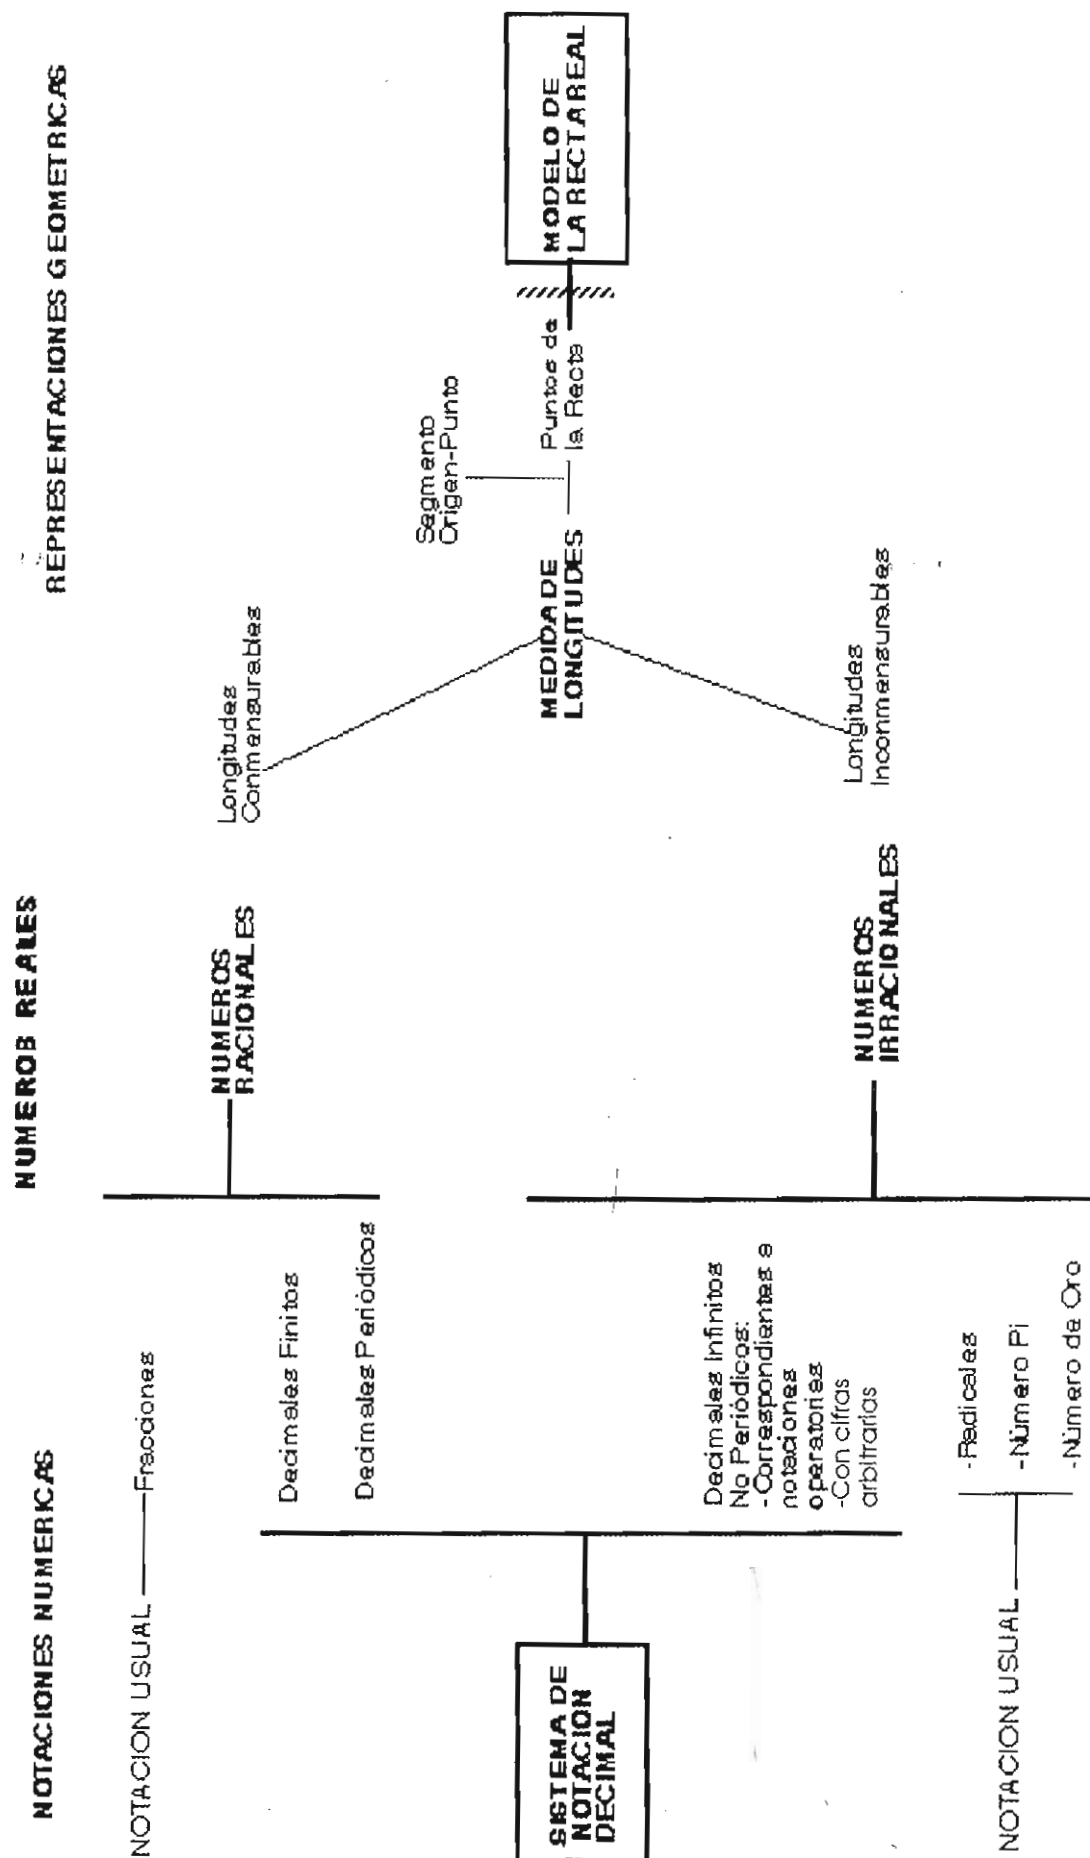 NUMEROS REALES
NOTACIONES NUMERICAS
REPRESENTACIONES GEOMETRICAS
NOTACION USUAL
Fracciones
NUMEROS
RACIONALES
Longitudes
Conmensurables
Decimales Finitos
Decimales Periódicos
SISTEMA DE
NOTACION
DECIMAL
MEDIDA DE
LONGITUDES
Segmento
Origen-Punto
Puntos de
la Recta
MODELO DE
LA RECTA REAL
Decimales Infinitos
No Periódicos:
-Correspondientes a
notaciones
operatorias
-Con cifras
arbitrarias
NUMEROS
IRRACIONALES
Longitudes
Inconmensurables
NOTACION USUAL
-Radicales
-Número Pi
-Número de Oro